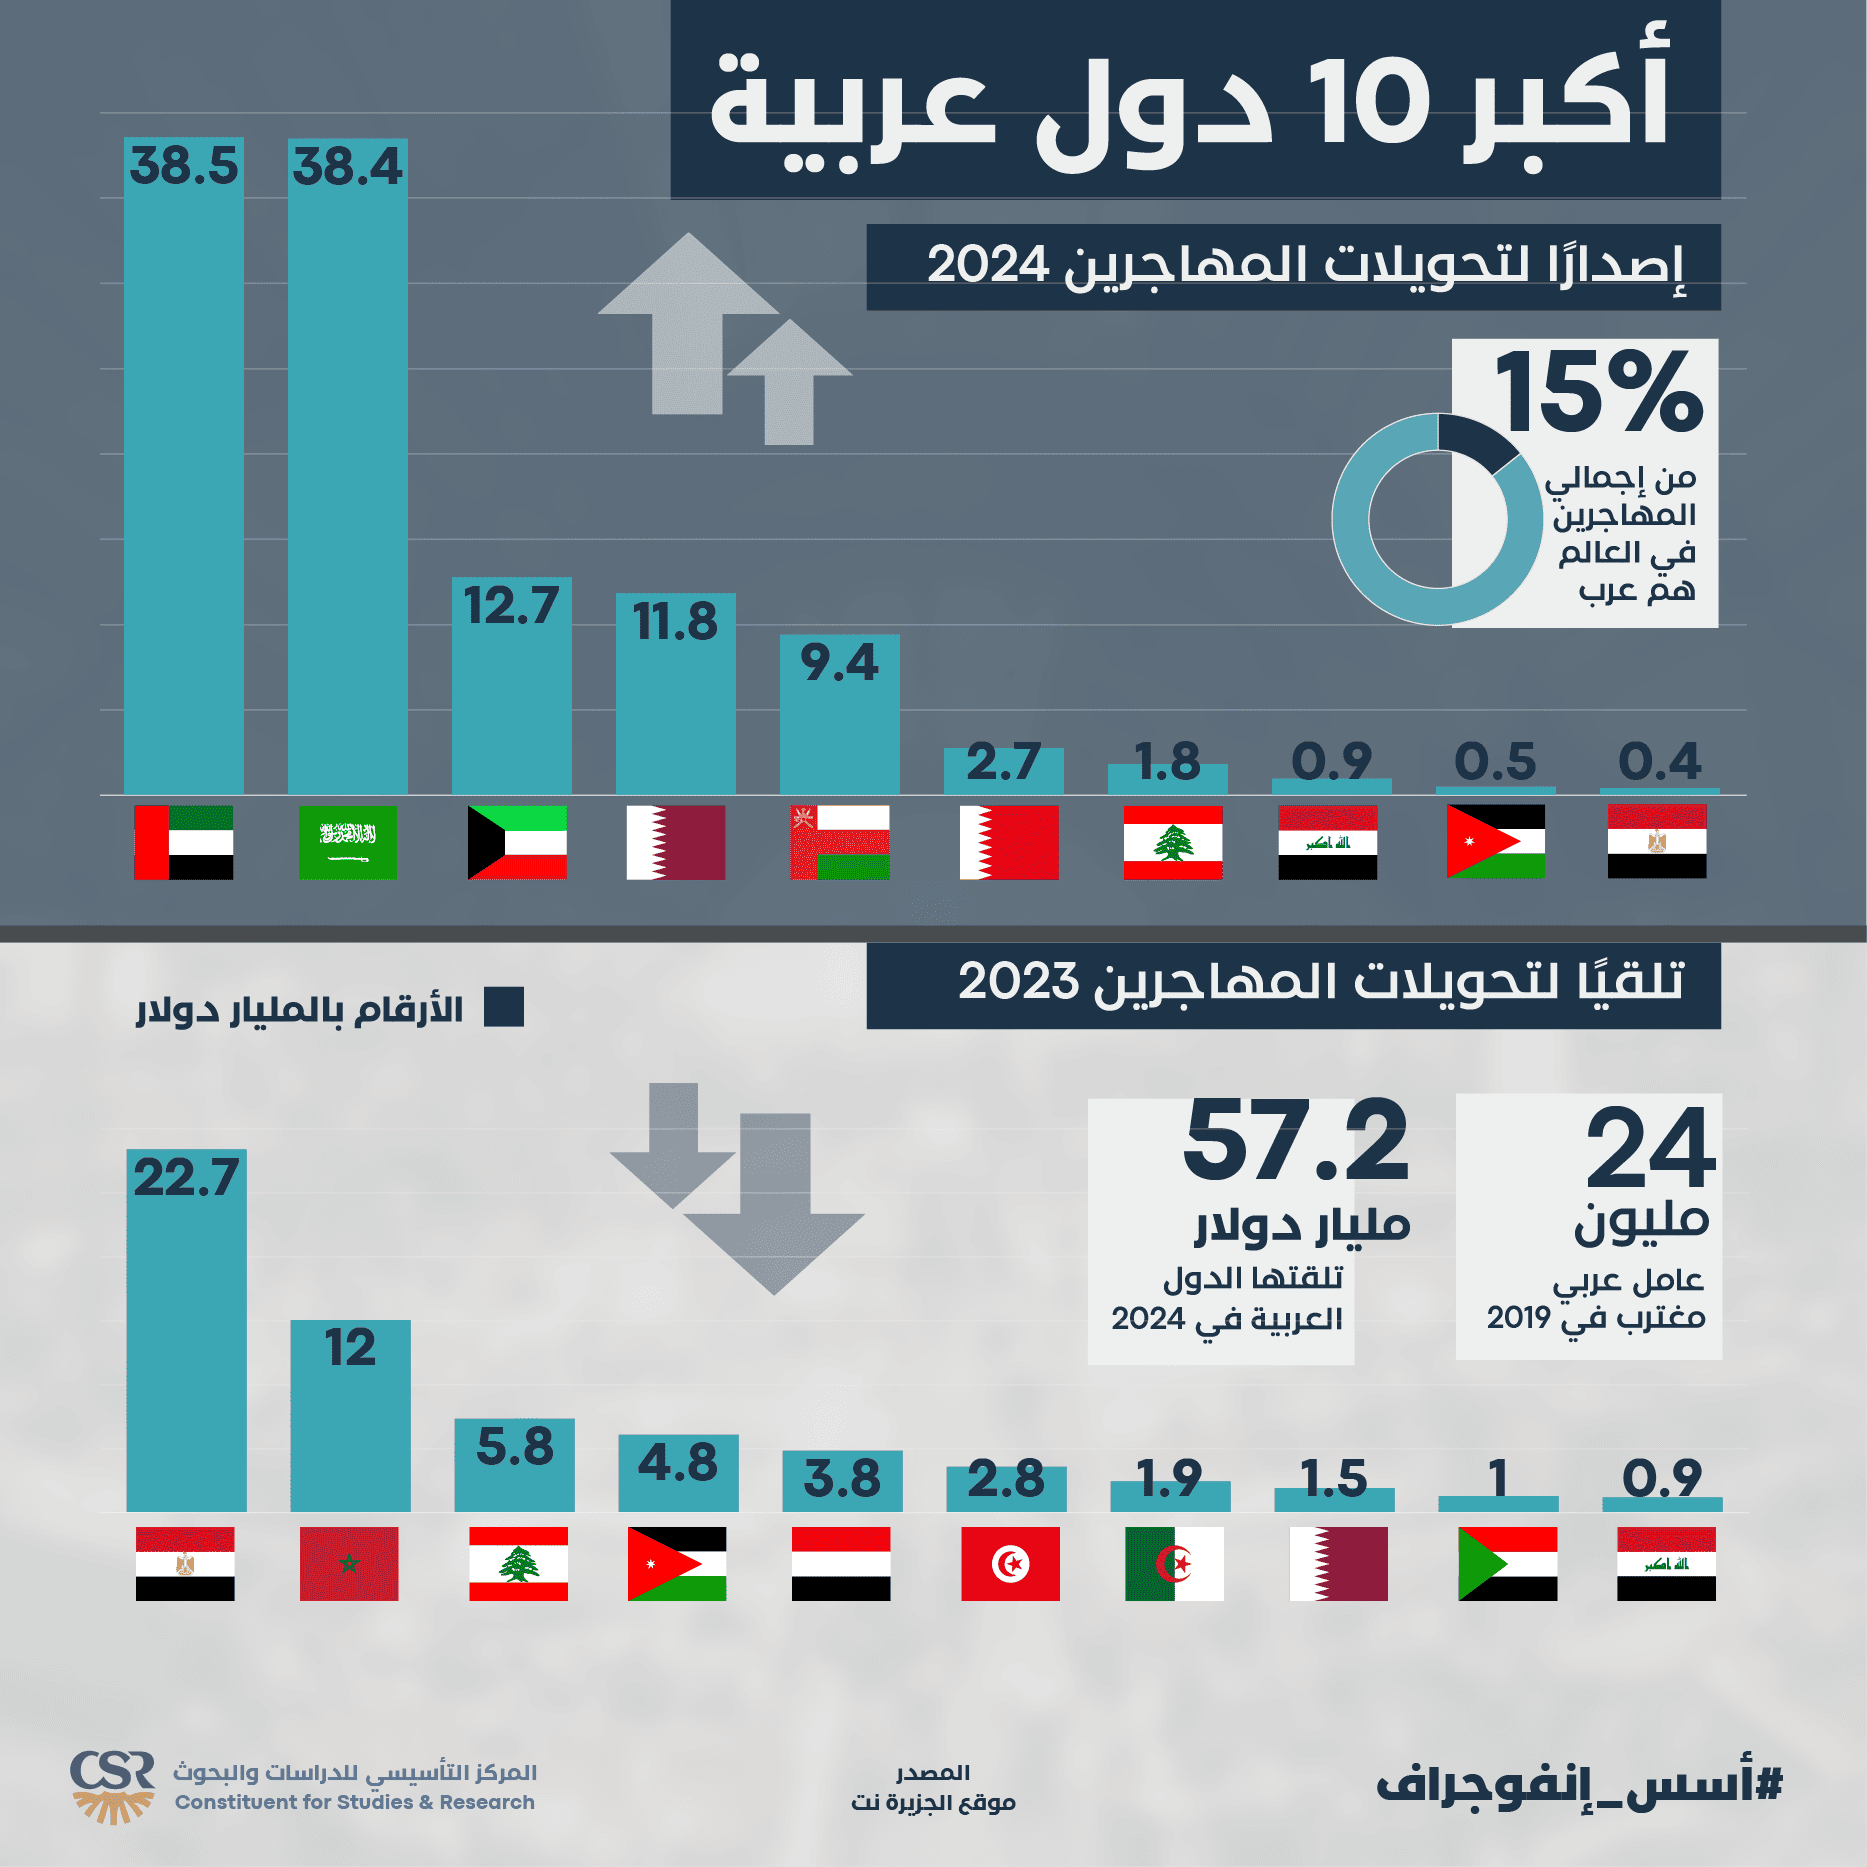 أكبر 10 دول عربية
إصدارًا لتحويلات المهاجرين 2024
15%
من إجمالي
المهاجرين
في العالم
هم عرب
38.5
38.4
12.7
11.8
9.4
2.7
1.8
0.9
0.5
0.4
الله اكبر
تلقيًا لتحويلات المهاجرين 2023
الأرقام بالمليار دولار
24
مليون
عامل عربي
مغترب في 2019
57.2
مليار دولار
تلقتها الدول
العربية في 2024
22.7
12
5.8
4.8
3.8
2.8
1.9
1.5
1
0.9
الله اكبر
#أسس_إنفوجراف
المصدر
موقع الجزيرة نت
CSR
المركز التأسيسي للدراسات والبحوث
Constituent for Studies & Research